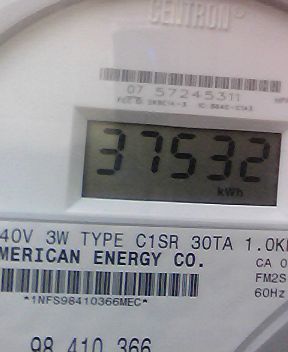 CENTRON®
07 57245311
37532
kWh
40V 3W TYPE C1SR 30TA 1.0K
MERICAN ENERGY CO.
CA 0
FM2S
60Hz
*1NFS98410366MEC*
98 410 366